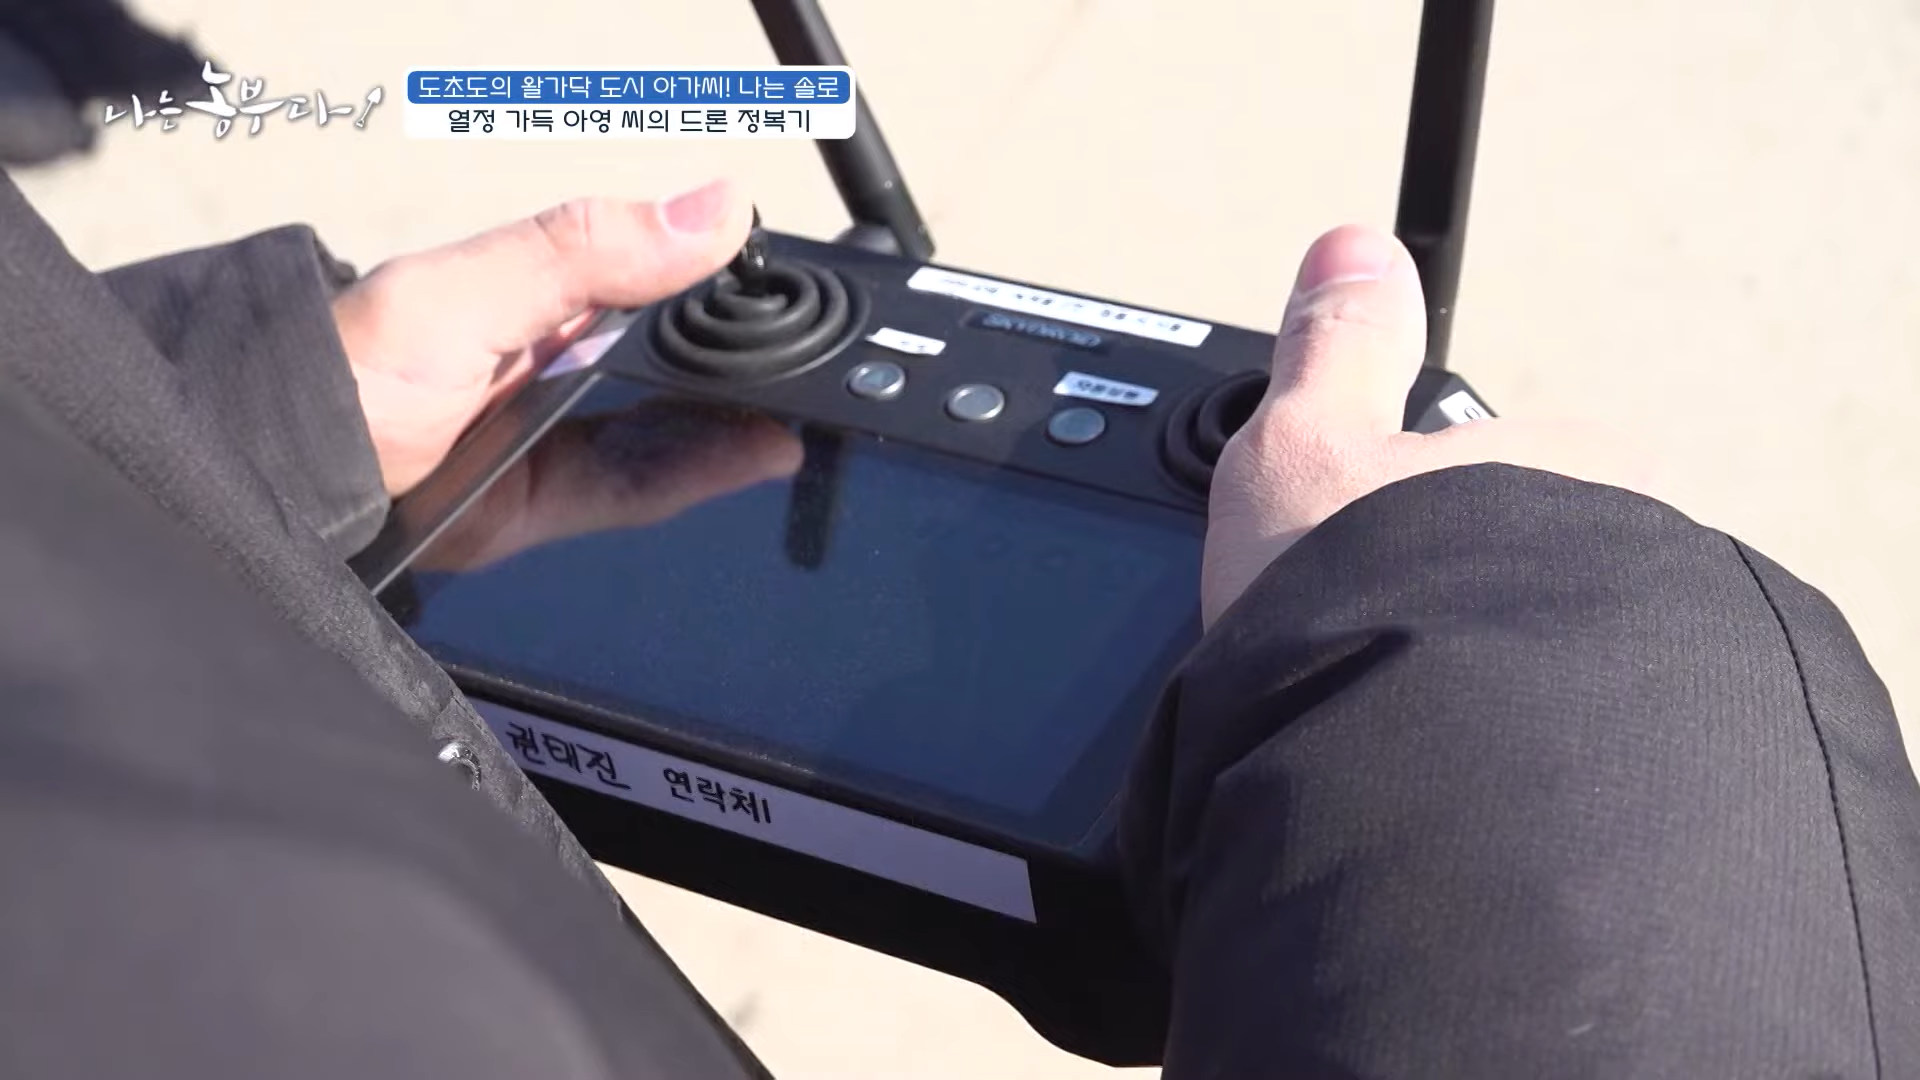 나는 농부다!
도초도의 왈가닥 도시 아가씨! 나는 솔로
열정 가득 아영 씨의 드론 정복기
권태진 연락처